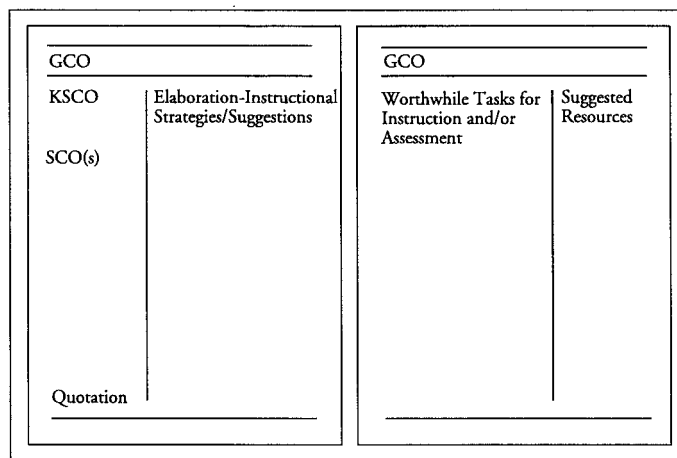 GCO
KSCO
Elaboration-Instructional
Strategies/Suggestions
SCO(s)
Quotation
GCO
Worthwhile Tasks for
Instruction and/or
Assessment
Suggested
Resources